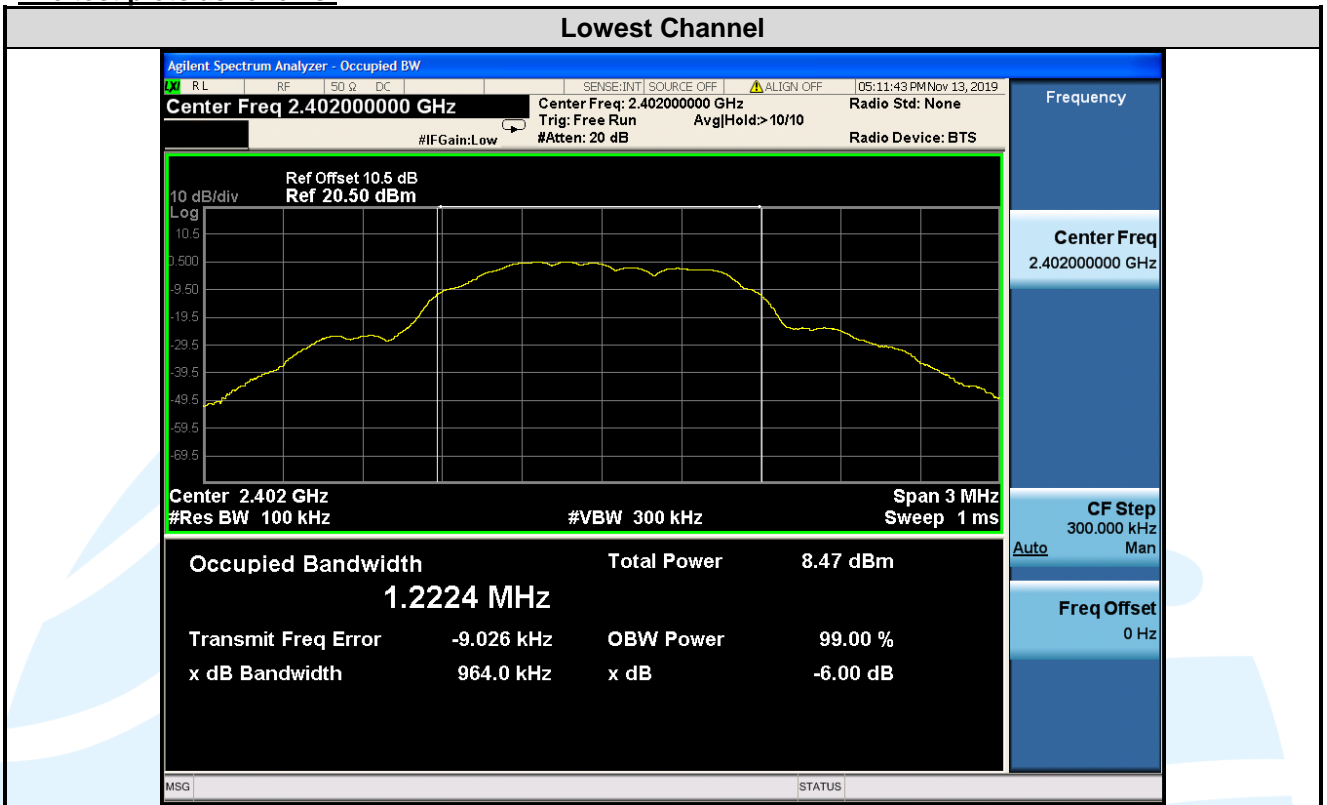 Lowest Channel
Agilent Spectrum Analyzer - Occupied BW
LXI RL RF 50 Ω DC SENSE:INT SOURCE OFF ALIGN OFF 05:11:43 PM Nov 13, 2019
Center Freq 2.402000000 GHz
Center Freq: 2.402000000 GHz
Radio Std: None
Trig: Free Run Avg|Hold:>10/10
#IFGain:Low
#Atten: 20 dB
Radio Device: BTS
Ref Offset 10.5 dB
10 dB/div Ref 20.50 dBm
Log
10.5
0.500
-9.50
-19.5
-29.5
-39.5
-49.5
-59.5
-69.5
Center 2.402 GHz Span 3 MHz
#Res BW 100 kHz #VBW 300 kHz Sweep 1 ms
Occupied Bandwidth Total Power 8.47 dBm
1.2224 MHz
Transmit Freq Error -9.026 kHz OBW Power 99.00 %
x dB Bandwidth 964.0 kHz x dB -6.00 dB
MSG STATUS
Frequency
Center Freq
2.402000000 GHz
CF Step
300.000 kHz
Auto Man
Freq Offset
0 Hz